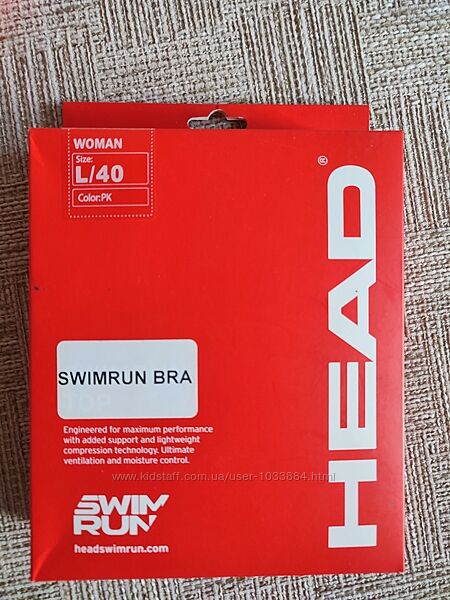 WOMAN
Size:
L/40
Color:PK
HEAD®
SWIMRUN BRA
TOP
Engineered for maximum performance
with added support and lightweight
compression technology. Ultimate
ventilation and moisture control.
www.kidstaff.com.ua/user-1033884.html
SWIM
RUN
headswimrun.com